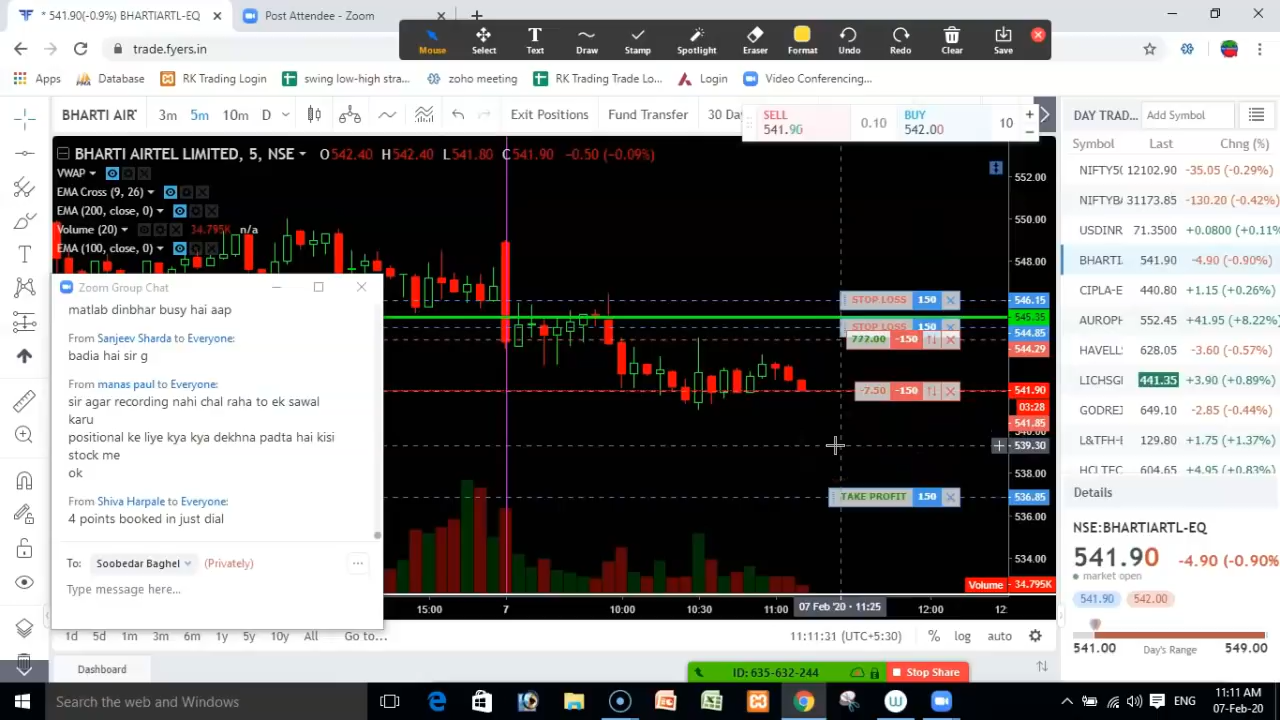 * 541.90(-0.9%) BHARTIARTL-EQ
Post Attendee - Zoom
trade.fyers.in
Mouse Select Text Draw Stamp Spotlight Eraser Format Undo Redo Clear Save
Apps Database RK Trading Login swing low-high stra... zoho meeting RK Trading Trade Lo... Login Video Conferencing...
BHARTI AIR 3m 5m 10m D Exit Positions Fund Transfer 30 Day
SELL 541.90 0.10 BUY 542.00 10
DAY TRAD... Add Symbol
BHARTI AIRTEL LIMITED, 5, NSE O542.40 H542.40 L541.80 C541.90 -0.50 (-0.09%)
VWAP
EMA Cross (9, 26)
EMA (200, close, 0)
Volume (20) 34.795K n/a
EMA (100, close, 0)
Zoom Group Chat
matlab dinbhar busy hai aap
From Sanjeev Sharda to Everyone:
badia hai sir g
From manas paul to Everyone:
sir agar recording nahi chal raha to ek sawal
karu
positional ke liye kya kya dekhna padta hai kisi
stock me
ok
From Shiva Harpale to Everyone:
4 points booked in just dial
To: Soobedar Baghel (Privately)
Type message here...
STOP LOSS 150
STOP LOSS 150
-150
-7.50 -150
TAKE PROFIT 150
552.00
550.00
548.00
546.15
545.35
544.85
544.29
541.90
03:28
541.85
540.00
539.30
538.00
536.85
536.00
534.00
Volume 34.795K
15:00 7 10:00 10:30 11:00 07 Feb '20 - 11:25 12:00 12:
1d 5d 1m 3m 6m 1y 5y 10y All Go to...
11:11:31 (UTC+5:30) % log auto
Dashboard
ID: 635-632-244 Stop Share
Symbol Last Chng (%)
NIFTY5( 12102.90 -35.05 (-0.29%)
NIFTYB/ 31173.85 -130.20 (-0.42%)
USDINR 71.3500 +0.0800 (+0.11%
BHARTI. 541.90 -4.90 (-0.90%)
CIPLA-E 440.80 +1.15 (+0.26%)
AUROPH 552.45 +41.95 (+8.22%)
HAVELL 628.05 -3.60 (-0.57%)
LICHSG 441.35 +3.90 (+0.89%)
GODREJ 649.10 -2.85 (-0.44%)
L&TFH-E 129.80 +1.75 (+1.37%)
HCLTEC 604.65 +4.95 (+0.83%)
Details
NSE:BHARTIARTL-EQ
541.90 -4.90 (-0.90%)
market open
541.90 542.00
541.00 Day's Range 549.00
Search the web and Windows
ENG
11:11 AM
07-Feb-20